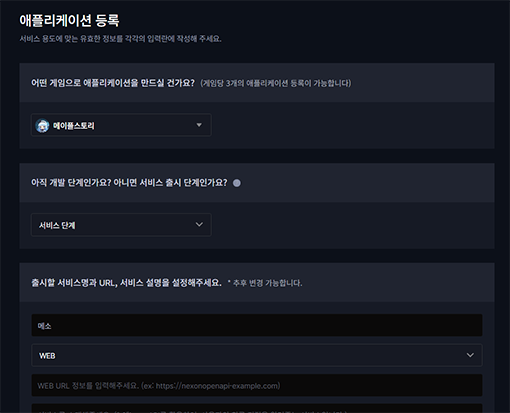 애플리케이션 등록
서비스 용도에 맞는 유효한 정보를 각각의 입력란에 작성해 주세요.
어떤 게임으로 애플리케이션을 만드실 건가요? (게임당 3개의 애플리케이션 등록이 가능합니다)
메이플스토리
아직 개발 단계인가요? 아니면 서비스 출시 단계인가요?
서비스 단계
출시할 서비스명과 URL, 서비스 설명을 설정해주세요. * 추후 변경 가능합니다.
메소
WEB
WEB URL 정보를 입력해주세요. (ex: https://nexonopenapi-example.com)